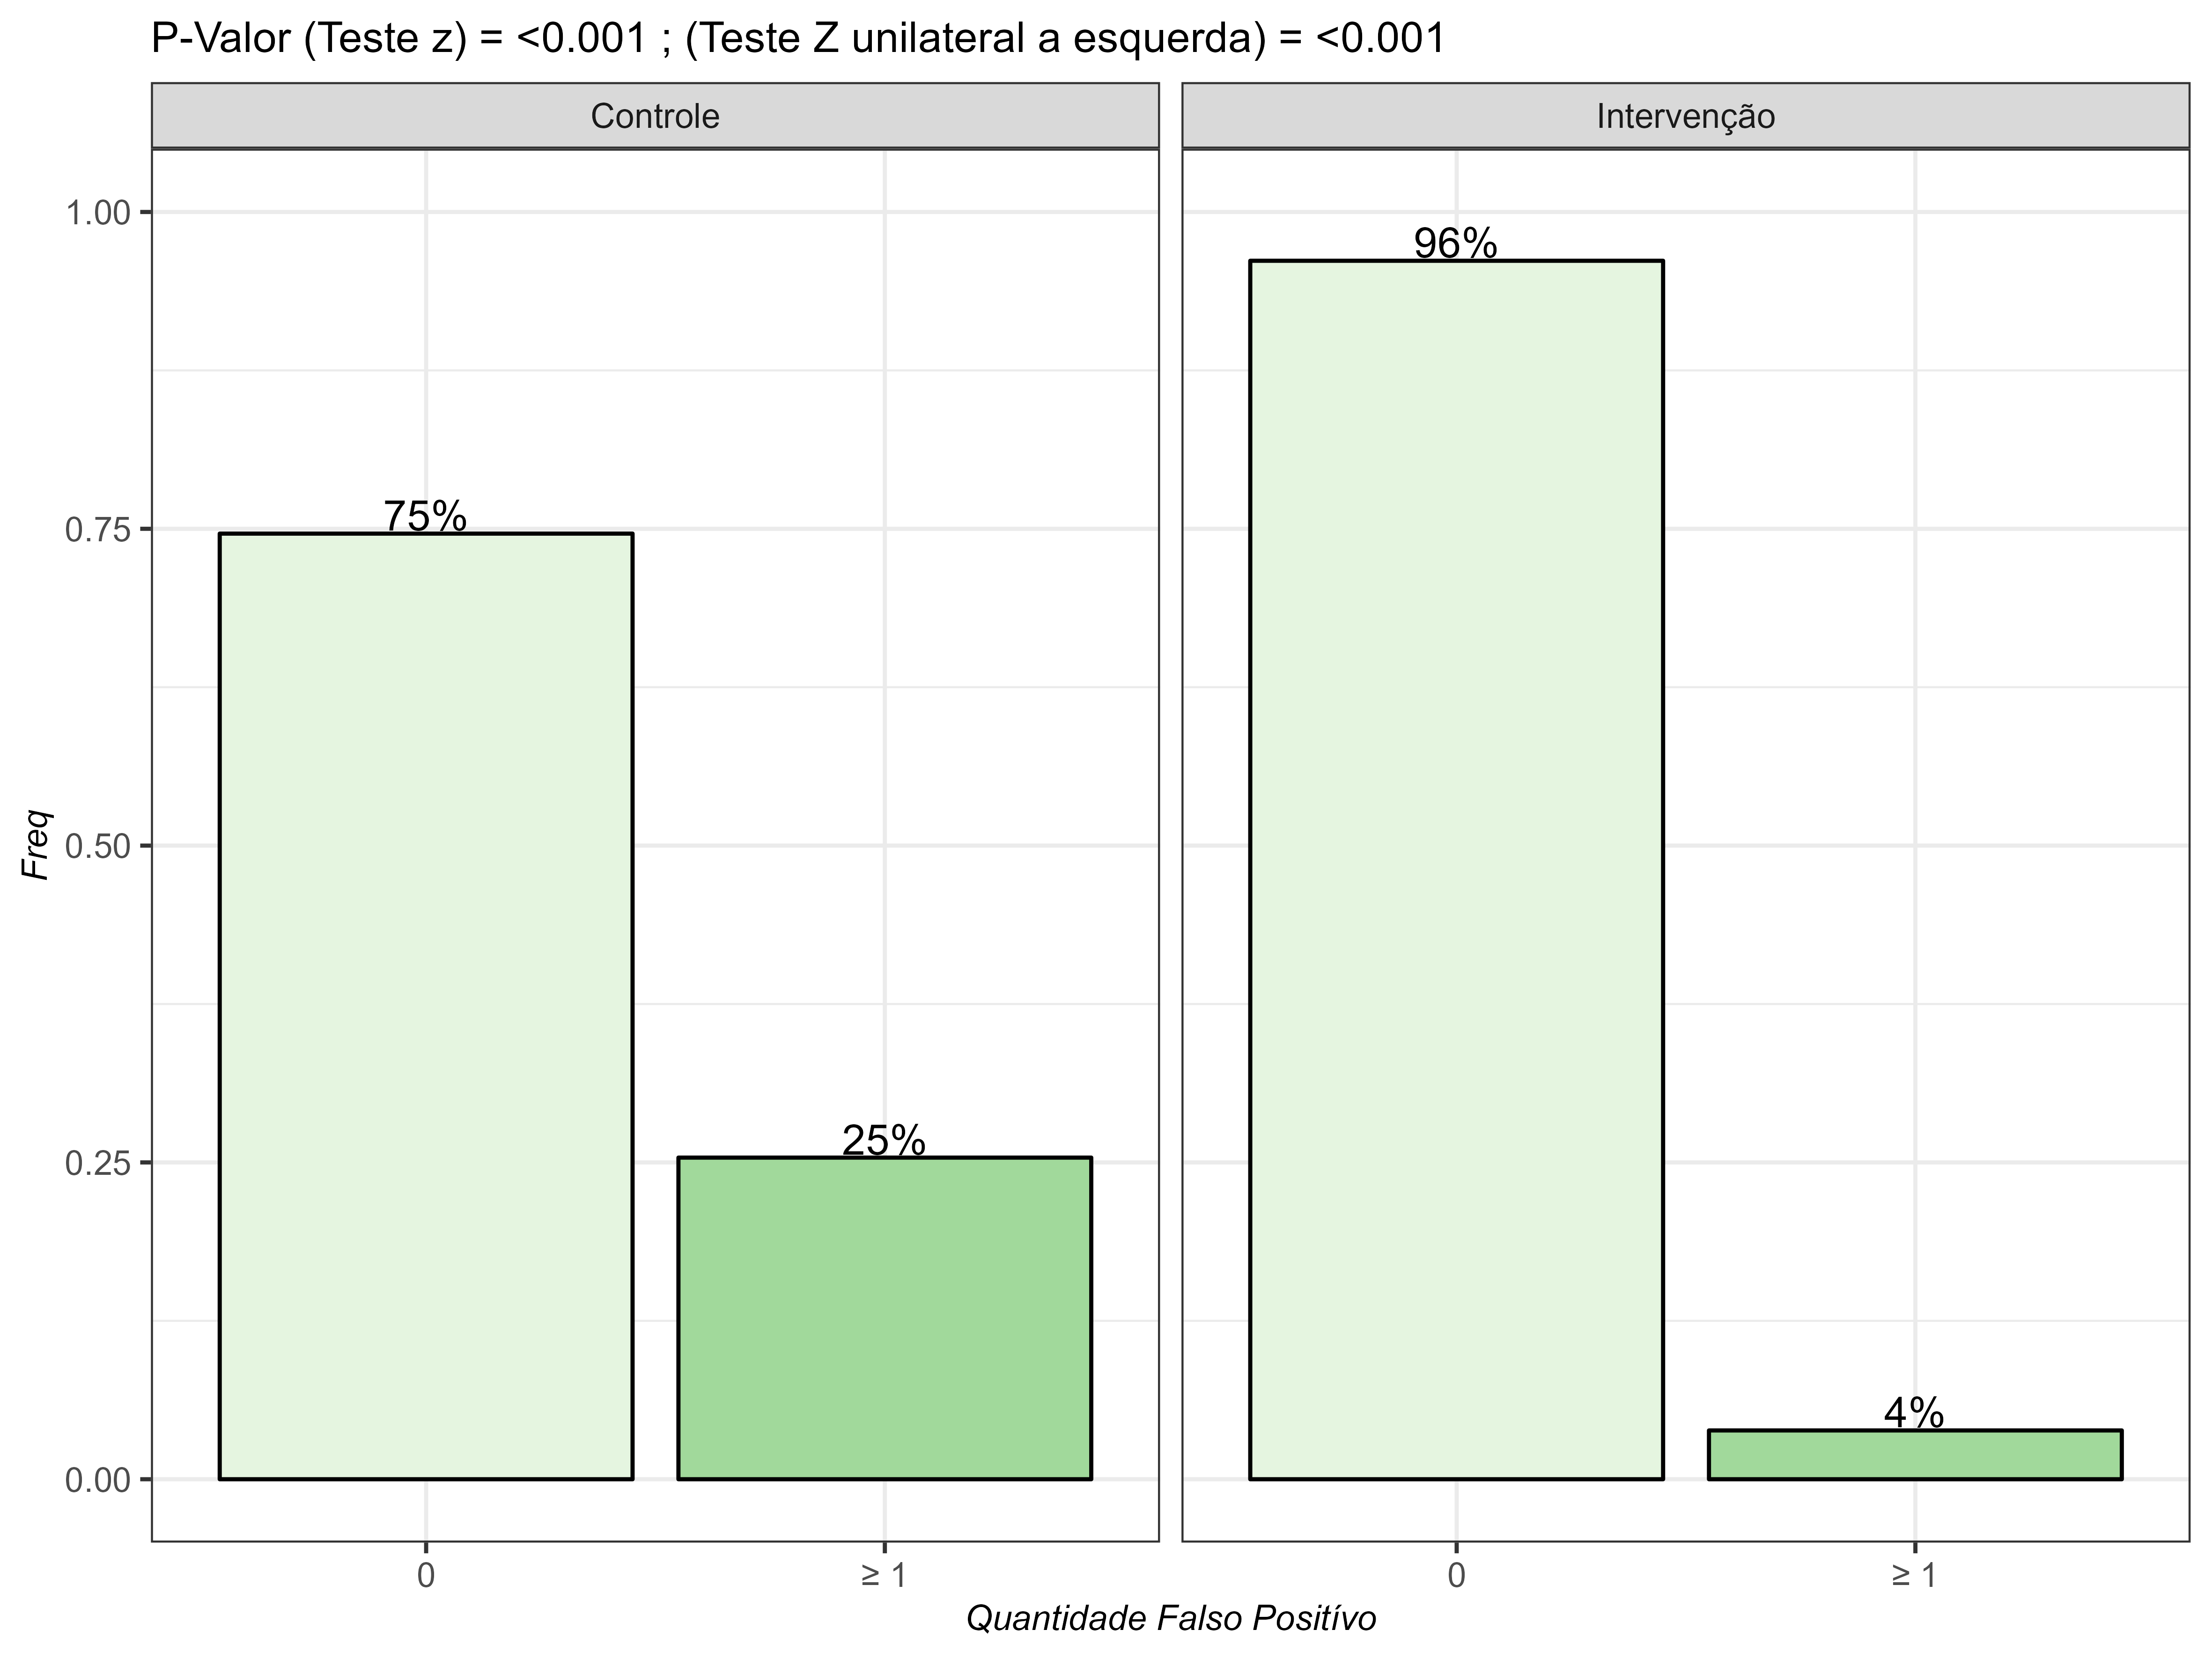 P-Valor (Teste z) = <0.001 ; (Teste Z unilateral a esquerda) = <0.001
Controle
Intervenção
1.00
0.75
0.50
0.25
0.00
Freq
75%
25%
96%
4%
0
≥ 1
0
≥ 1
Quantidade Falso Positívo